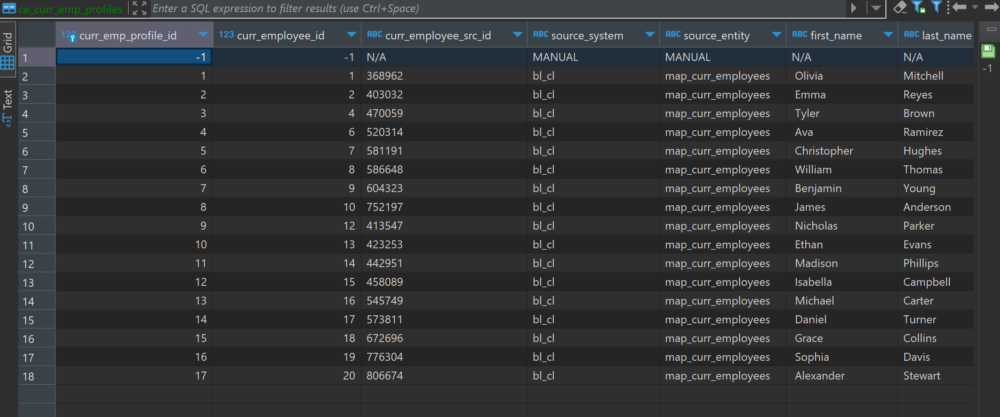 ce_curr_emp_profiles Enter a SQL expression to filter results (use Ctrl+Space)
Grid
Text
123 curr_emp_profile_id 123 curr_employee_id ABC curr_employee_src_id ABC source_system ABC source_entity ABC first_name ABC last_name
1 -1 -1 N/A MANUAL MANUAL N/A N/A -1
2 1 1 368962 bl_cl map_curr_employees Olivia Mitchell
3 2 2 403032 bl_cl map_curr_employees Emma Reyes
4 3 4 470059 bl_cl map_curr_employees Tyler Brown
5 4 6 520314 bl_cl map_curr_employees Ava Ramirez
6 5 7 581191 bl_cl map_curr_employees Christopher Hughes
7 6 8 586648 bl_cl map_curr_employees William Thomas
8 7 9 604323 bl_cl map_curr_employees Benjamin Young
9 8 10 752197 bl_cl map_curr_employees James Anderson
10 9 12 413547 bl_cl map_curr_employees Nicholas Parker
11 10 13 423253 bl_cl map_curr_employees Ethan Evans
12 11 14 442951 bl_cl map_curr_employees Madison Phillips
13 12 15 458089 bl_cl map_curr_employees Isabella Campbell
14 13 16 545749 bl_cl map_curr_employees Michael Carter
15 14 17 573811 bl_cl map_curr_employees Daniel Turner
16 15 18 672696 bl_cl map_curr_employees Grace Collins
17 16 19 776304 bl_cl map_curr_employees Sophia Davis
18 17 20 806674 bl_cl map_curr_employees Alexander Stewart